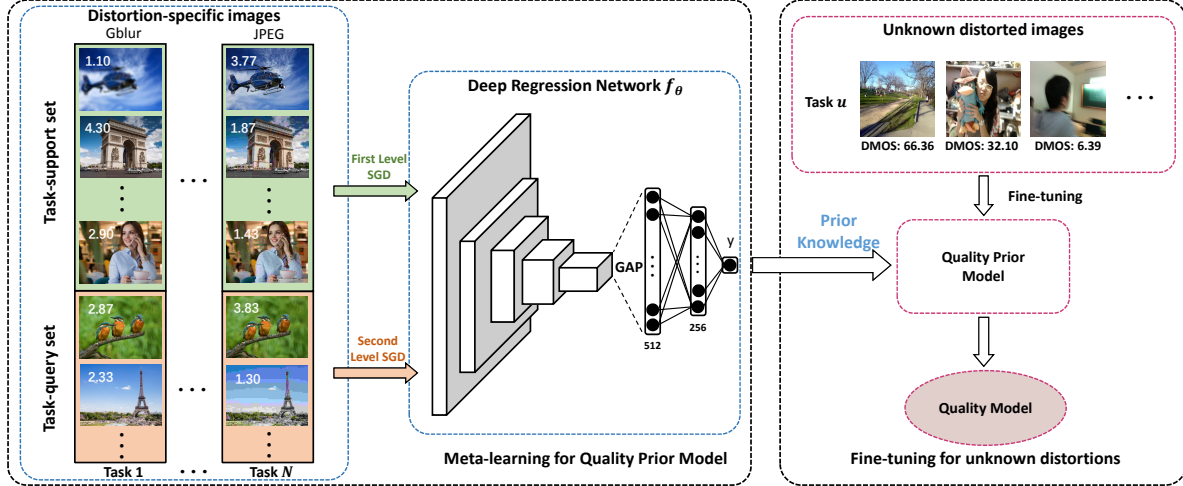 Distortion-specific images
Gblur
JPEG
Task-support set
1.10
3.77
4.30
1.87
2.90
1.43
Task-query set
2.87
3.83
2.33
1.30
Task 1
Task N
First Level
SGD
Second
Level SGD
Deep Regression Network f_θ
GAP
512
256
y
Meta-learning for Quality Prior Model
Prior
Knowledge
Unknown distorted images
Task u
DMOS: 66.36
DMOS: 32.10
DMOS: 6.39
Fine-tuning
Quality Prior
Model
Quality Model
Fine-tuning for unknown distortions